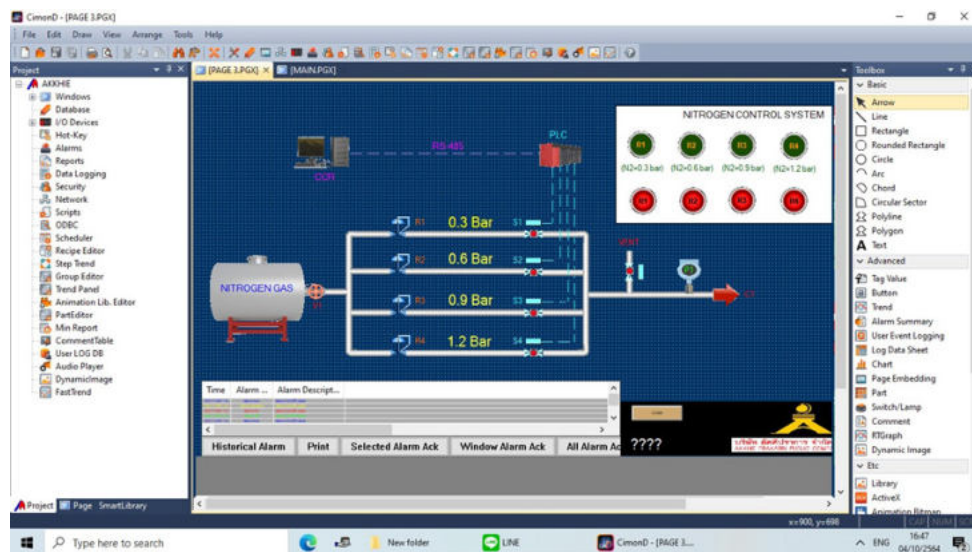 CimonD - [PAGE 3.PGX]
File Edit Draw View Arrange Tools Help
Project
[PAGE 3.PGX] [MAIN.PGX]
Toolbox
AKKHIE
Windows
Database
I/O Devices
Hot-Key
Alarms
Reports
Data Logging
Security
Network
Scripts
ODBC
Scheduler
Recipe Editor
Step Trend
Group Editor
Trend Panel
Animation Lib. Editor
PartEditor
Min Report
CommentTable
User LOG DB
Audio Player
DynamicImage
FastTrend
Project Page SmartLibrary
RS-485
PLC
CCR
NITROGEN CONTROL SYSTEM
R1 R2 R3 R4
(N2=0.3 bar) (N2=0.6 bar) (N2=0.9 bar) (N2=1.2 bar)
R1 R2 R3 R4
R1 0.3 Bar S1
R2 0.6 Bar S2
R3 0.9 Bar S3
R4 1.2 Bar S4
NITROGEN GAS
VENT
Time Alarm ... Alarm Descript...
Historical Alarm Print Selected Alarm Ack Window Alarm Ack All Alarm Ac
????
Basic
Arrow
Line
Rectangle
Rounded Rectangle
Circle
Arc
Chord
Circular Sector
Polyline
Polygon
Text
Advanced
Tag Value
Button
Trend
Alarm Summary
User Event Logging
Log Data Sheet
Chart
Page Embedding
Part
Switch/Lamp
Comment
RTGraph
Dynamic Image
Etc
Library
ActiveX
Animation Bitmap
x=900, y=698
CAP NUM
Type here to search
New folder
LINE
CimonD - [PAGE 3....
ENG
16:47
04/10/2564